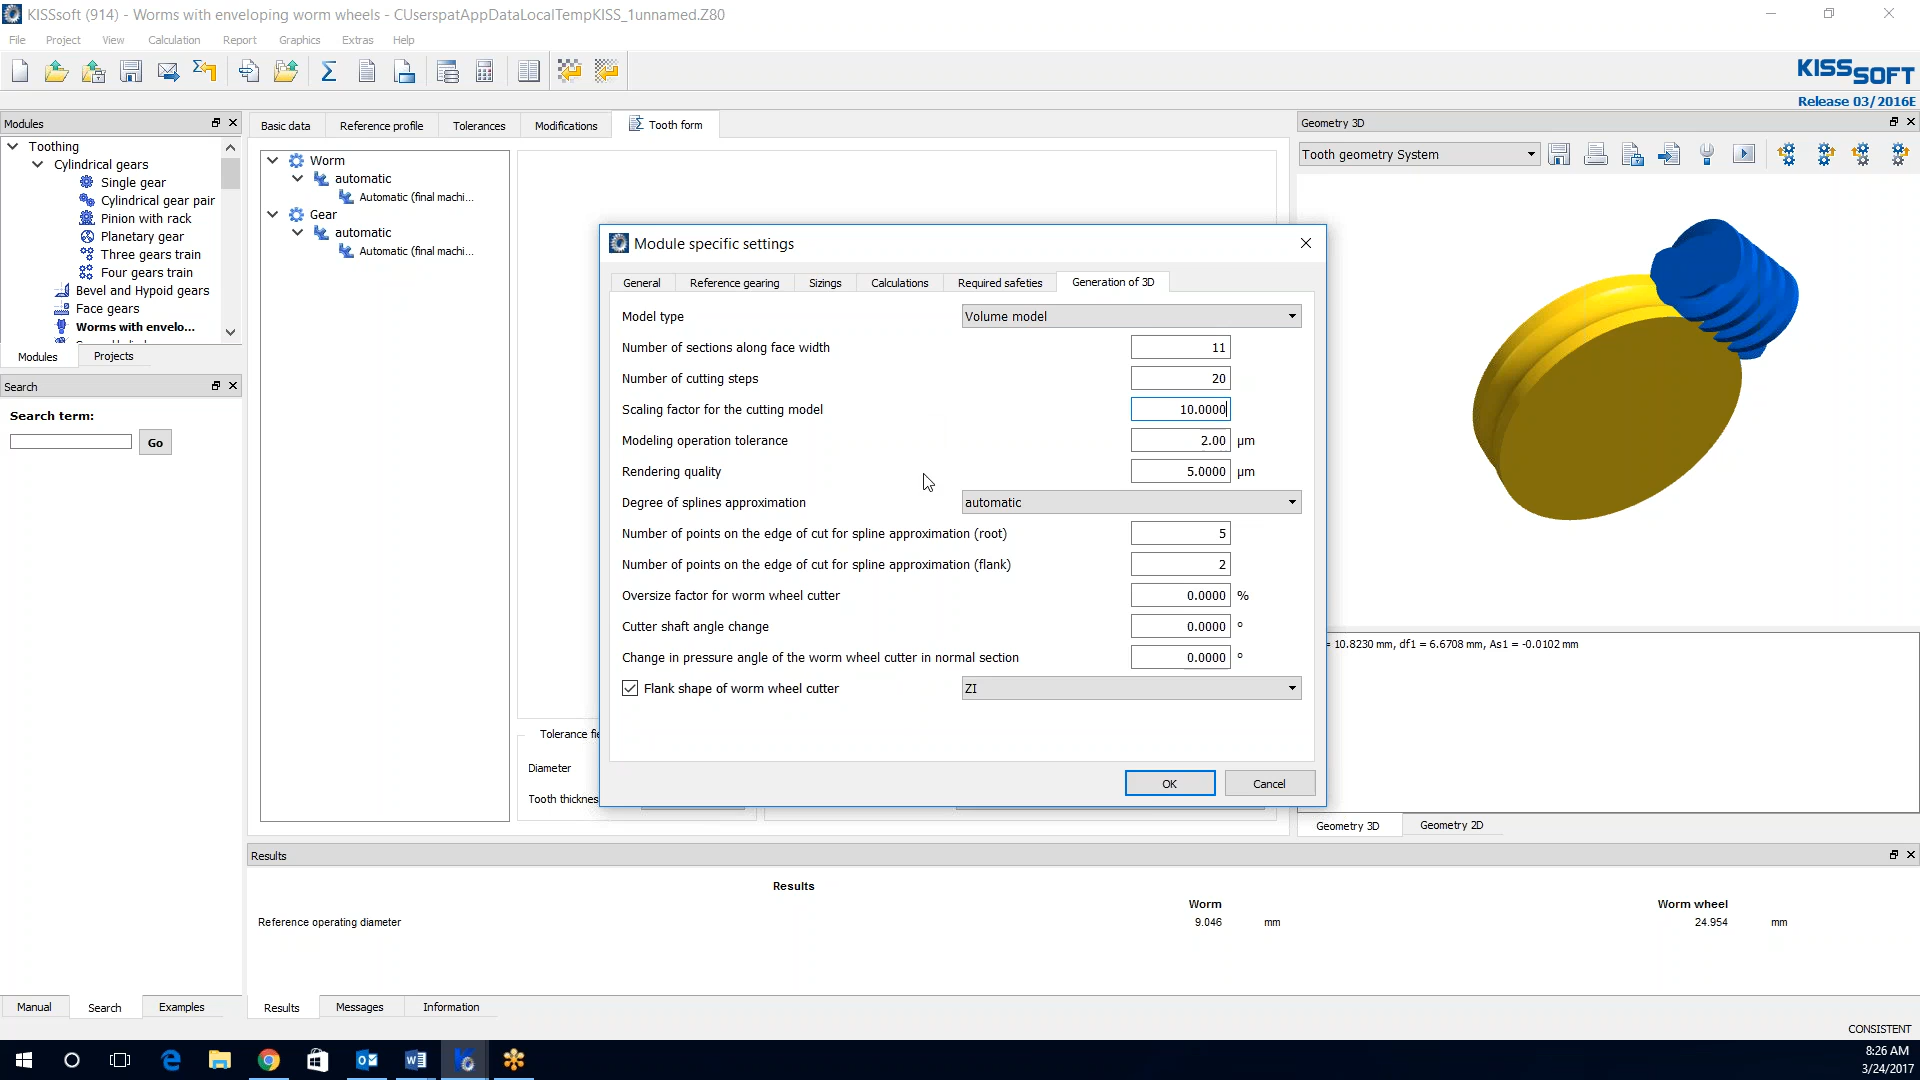 KISSsoft (914) - Worms with enveloping worm wheels - CUserspatAppDataLocalTempKISS_1unnamed.Z80
File Project View Calculation Report Graphics Extras Help
KISSSOFT
Release 03/2016E
Modules
Toothing
Cylindrical gears
Single gear
Cylindrical gear pair
Pinion with rack
Planetary gear
Three gears train
Four gears train
Bevel and Hypoid gears
Face gears
Worms with envelo...
Modules Projects
Search
Search term:
Go
Manual Search Examples
Basic data Reference profile Tolerances Modifications Tooth form
Worm
automatic
Automatic (final machi...
Gear
automatic
Automatic (final machi...
Tolerance fie
Diameter
Tooth thicknes
Module specific settings
General Reference gearing Sizings Calculations Required safeties Generation of 3D
Model type Volume model
Number of sections along face width 11
Number of cutting steps 20
Scaling factor for the cutting model 10.0000
Modeling operation tolerance 2.00 µm
Rendering quality 5.0000 µm
Degree of splines approximation automatic
Number of points on the edge of cut for spline approximation (root) 5
Number of points on the edge of cut for spline approximation (flank) 2
Oversize factor for worm wheel cutter 0.0000 %
Cutter shaft angle change 0.0000 °
Change in pressure angle of the worm wheel cutter in normal section 0.0000 °
Flank shape of worm wheel cutter ZI
OK Cancel
Geometry 3D
Tooth geometry System
= 10.8230 mm, df1 = 6.6708 mm, As1 = -0.0102 mm
Geometry 3D Geometry 2D
Results
Results
Worm Worm wheel
Reference operating diameter 9.046 mm 24.954 mm
Results Messages Information
CONSISTENT
8:26 AM
3/24/2017